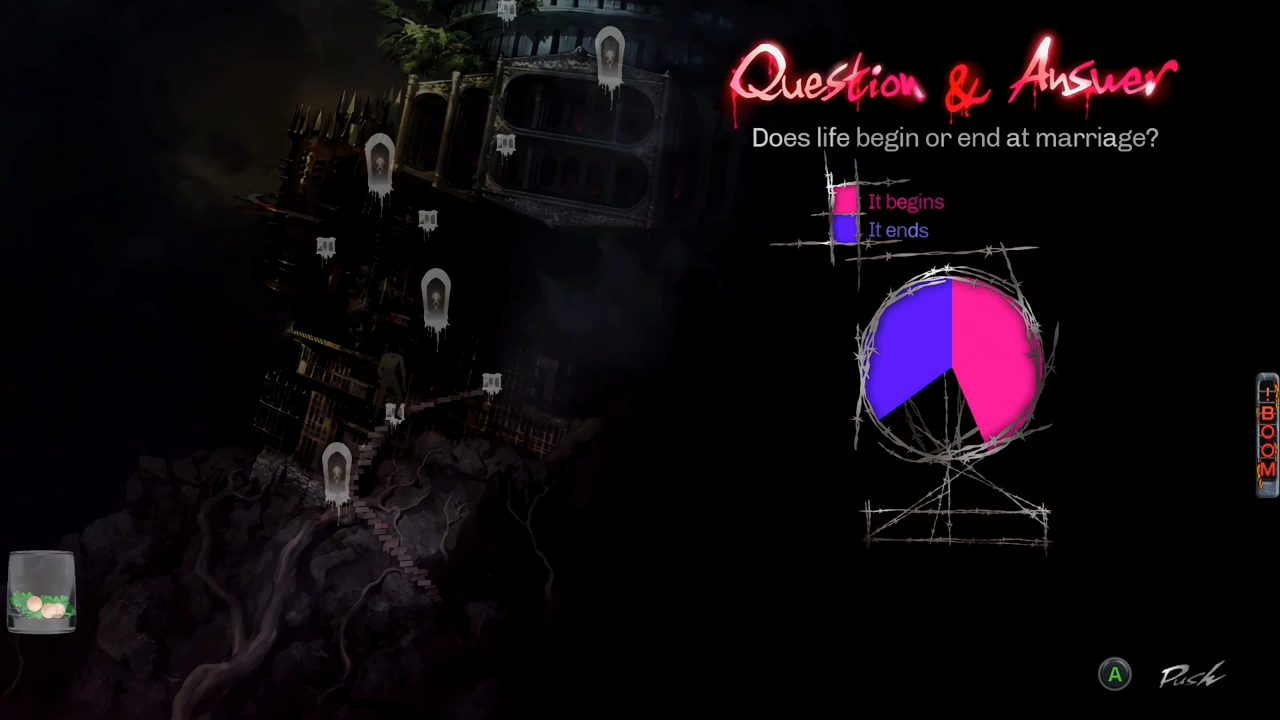 Question & Answer
Does life begin or end at marriage?
It begins
It ends
!BOOM
A Push